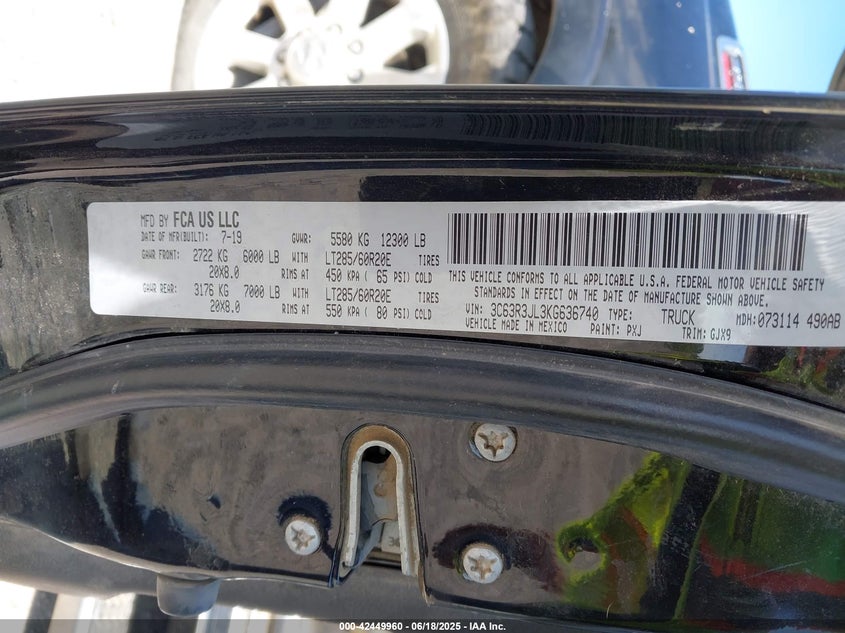 MFD BY FCA US LLC
DATE OF MFR(BUILT): 7-19 GVWR: 5580 KG 12300 LB
GAWR FRONT: 2722 KG 6000 LB WITH LT285/60R20E TIRES
20X8.0 RIMS AT 450 KPA ( 65 PSI) COLD
GAWR REAR: 3176 KG 7000 LB WITH LT285/60R20E TIRES
20X8.0 RIMS AT 550 KPA ( 80 PSI) COLD
THIS VEHICLE CONFORMS TO ALL APPLICABLE U.S.A. FEDERAL MOTOR VEHICLE SAFETY
STANDARDS IN EFFECT ON THE DATE OF MANUFACTURE SHOWN ABOVE.
VIN: 3C63R3JL3KG636740 TYPE: TRUCK MDH: 073114 490AB
VEHICLE MADE IN MEXICO PAINT: PXJ TRIM: GJX9
000-42449960 - 06/18/2025 - IAA Inc.